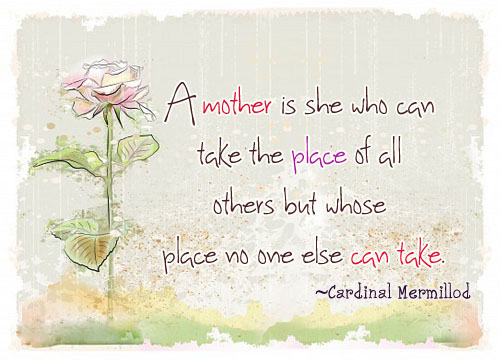 A mother is she who can
take the place of all
others but whose
place no one else can take.
~Cardinal Mermillod